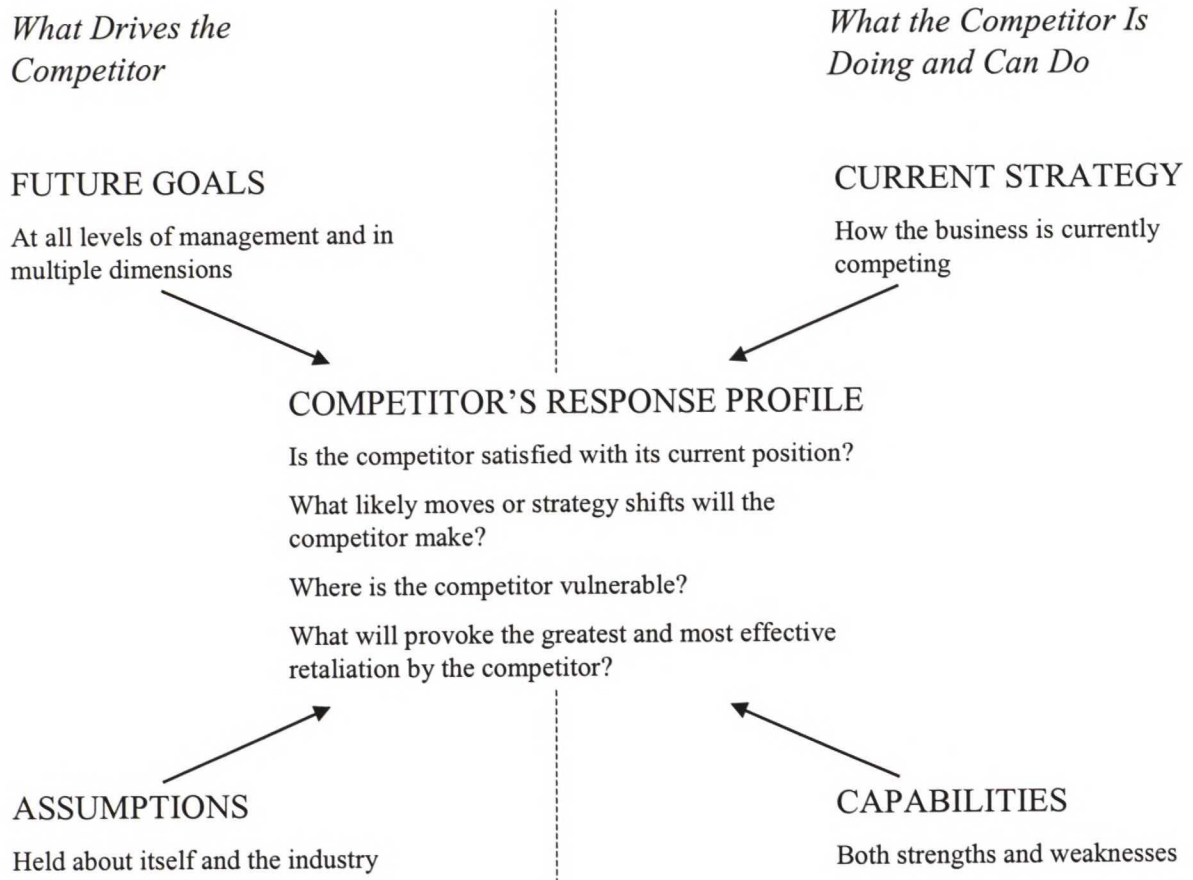 What Drives the
Competitor
What the Competitor Is
Doing and Can Do
FUTURE GOALS
At all levels of management and in
multiple dimensions
CURRENT STRATEGY
How the business is currently
competing
COMPETITOR’S RESPONSE PROFILE
Is the competitor satisfied with its current position?
What likely moves or strategy shifts will the
competitor make?
Where is the competitor vulnerable?
What will provoke the greatest and most effective
retaliation by the competitor?
ASSUMPTIONS
Held about itself and the industry
CAPABILITIES
Both strengths and weaknesses